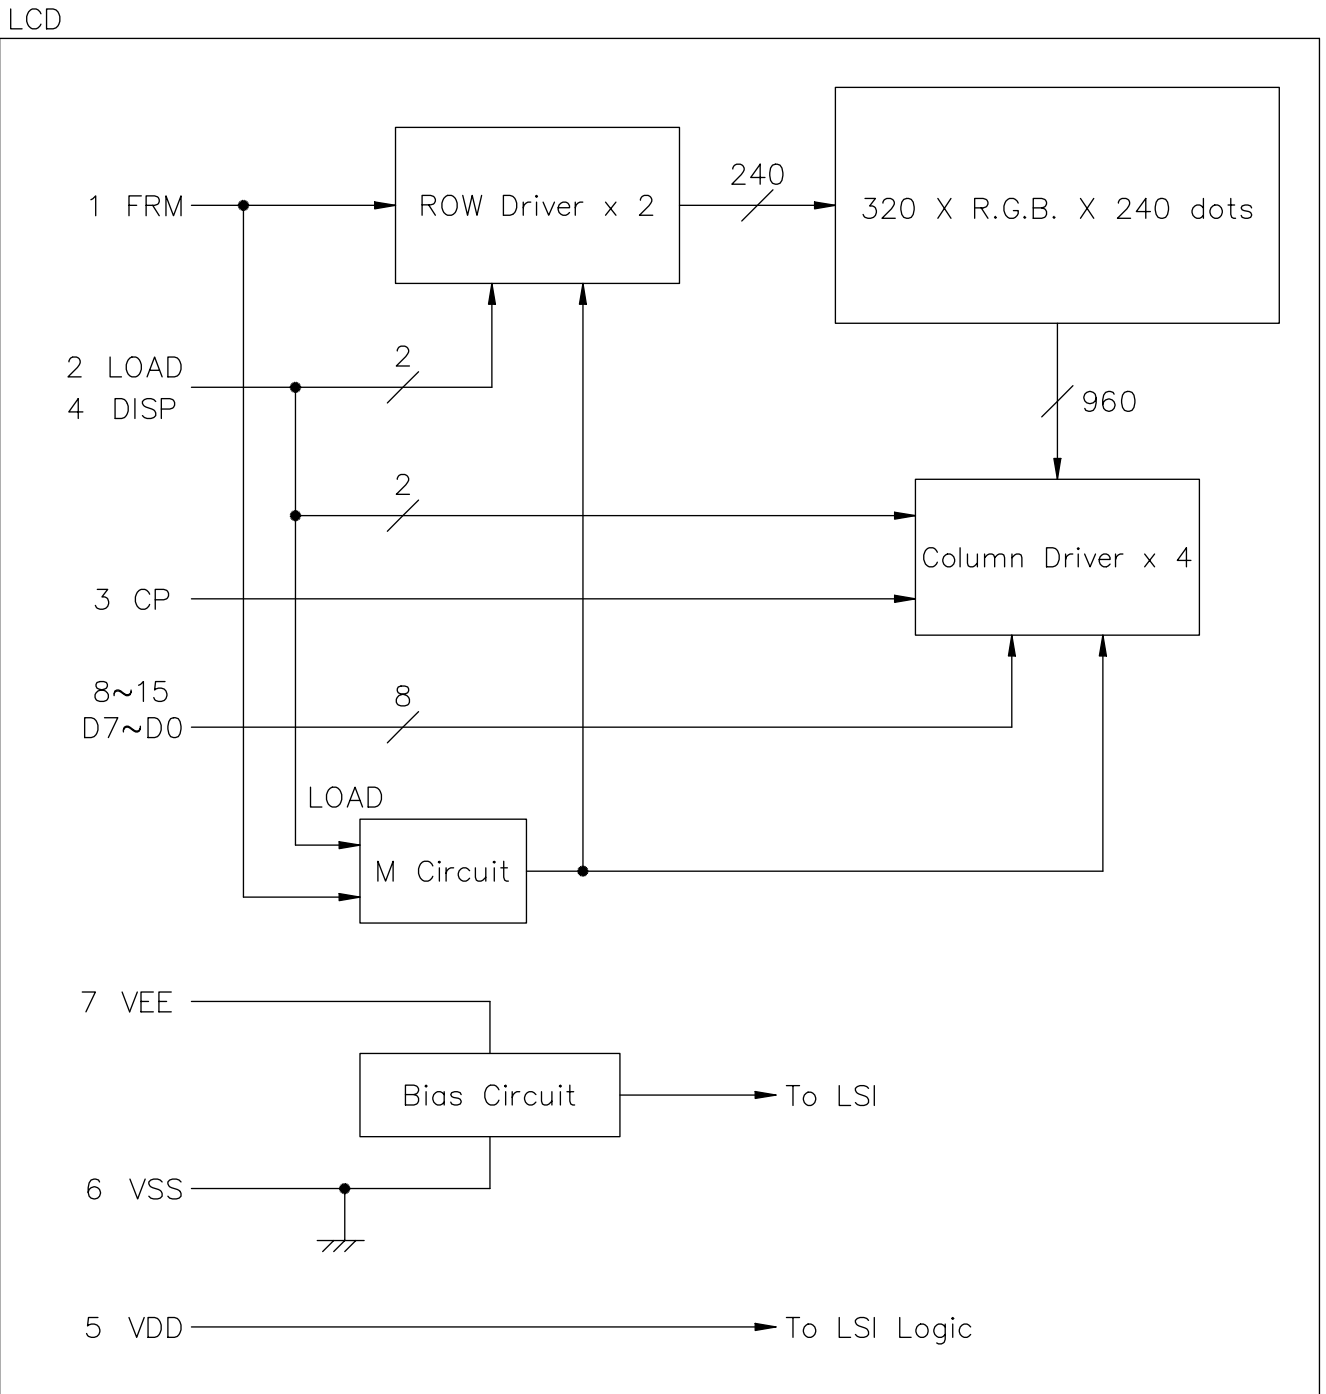 LCD
240
1 FRM
ROW Driver x 2
320 X R.G.B. X 240 dots
2
2 LOAD
4 DISP
960
2
Column Driver x 4
3 CP
8~15
8
D7~D0
LOAD
M Circuit
7 VEE
Bias Circuit
To LSI
6 VSS
5 VDD
To LSI Logic